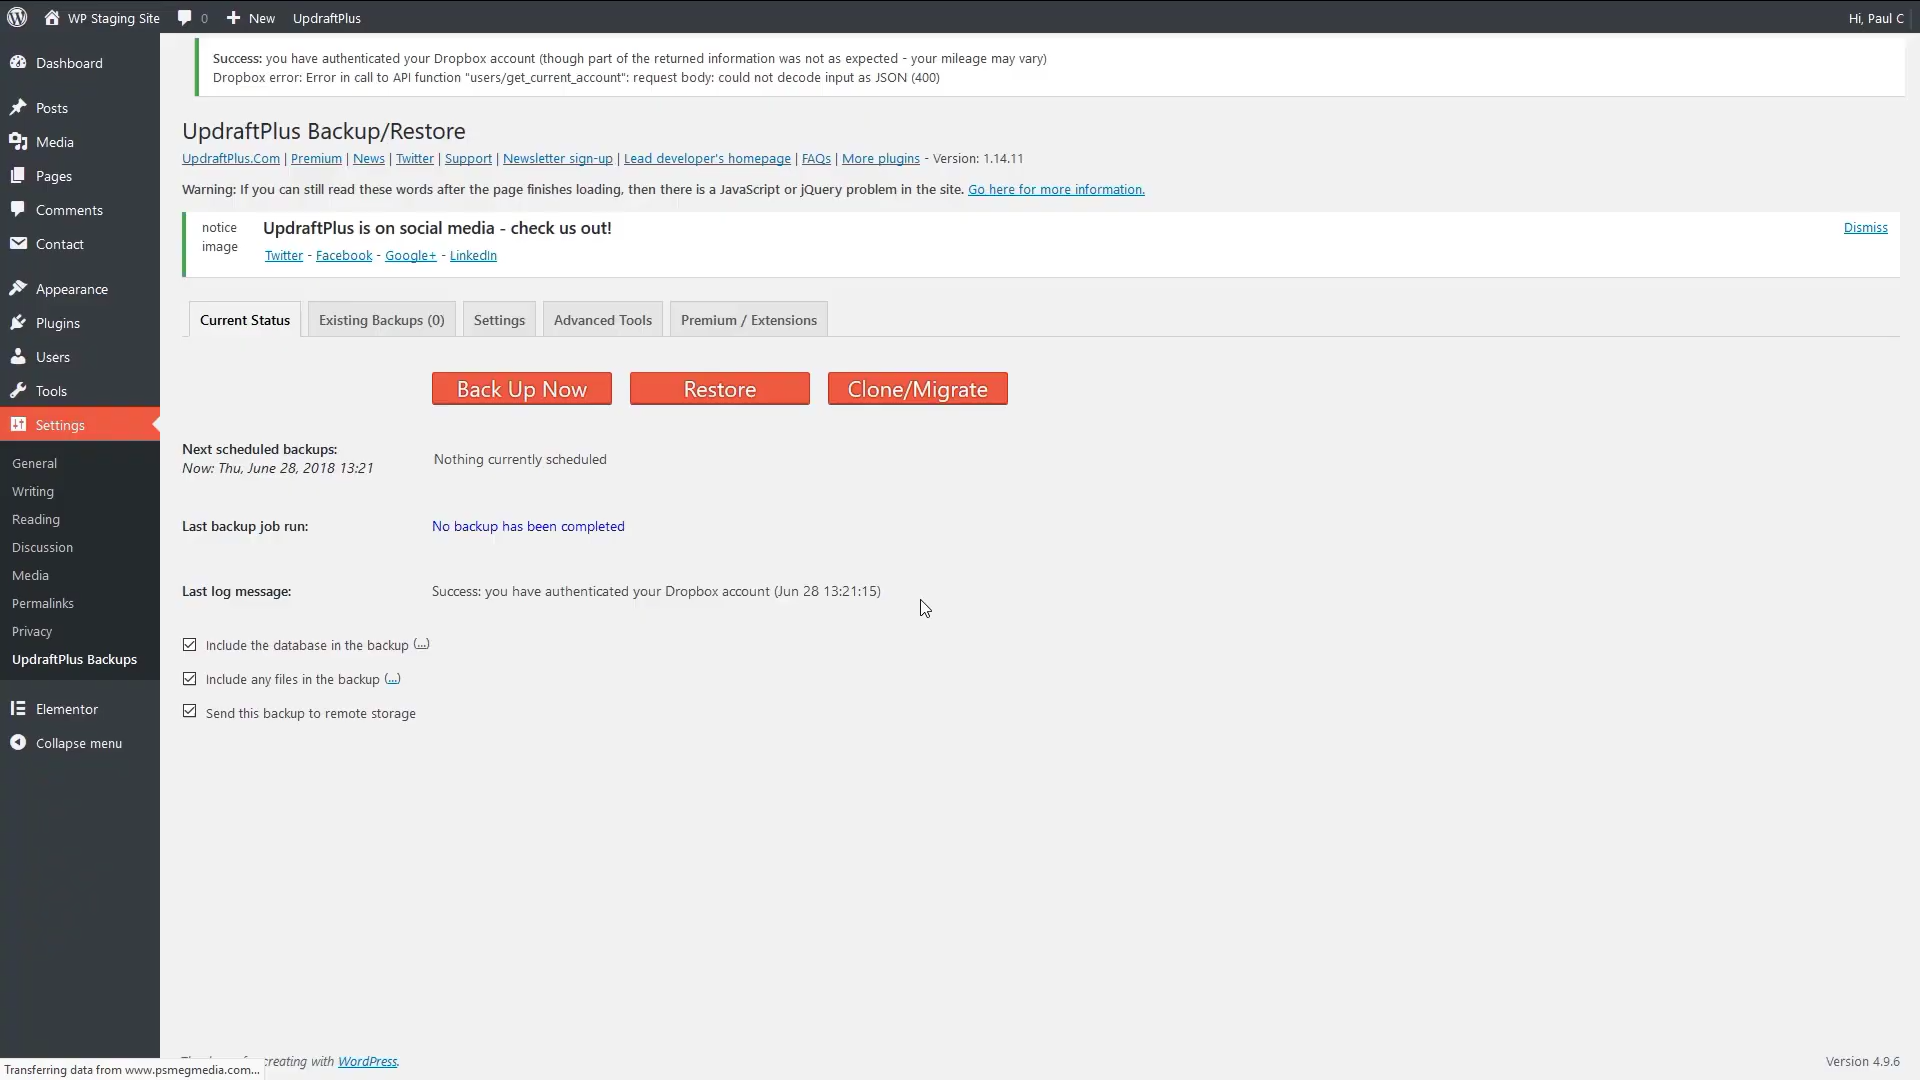 WP Staging Site 0 New UpdraftPlus Hi, Paul C
Dashboard
Posts
Media
Pages
Comments
Contact
Appearance
Plugins
Users
Tools
Settings
General
Writing
Reading
Discussion
Media
Permalinks
Privacy
UpdraftPlus Backups
Elementor
Collapse menu
Success: you have authenticated your Dropbox account (though part of the returned information was not as expected - your mileage may vary)
Dropbox error: Error in call to API function "users/get_current_account": request body: could not decode input as JSON (400)
UpdraftPlus Backup/Restore
UpdraftPlus.Com | Premium | News | Twitter | Support | Newsletter sign-up | Lead developer's homepage | FAQs | More plugins - Version: 1.14.11
Warning: If you can still read these words after the page finishes loading, then there is a JavaScript or jQuery problem in the site. Go here for more information.
notice
image
UpdraftPlus is on social media - check us out!
Dismiss
Twitter - Facebook - Google+ - LinkedIn
Current Status Existing Backups (0) Settings Advanced Tools Premium / Extensions
Back Up Now Restore Clone/Migrate
Next scheduled backups:
Now: Thu, June 28, 2018 13:21
Nothing currently scheduled
Last backup job run: No backup has been completed
Last log message: Success: you have authenticated your Dropbox account (Jun 28 13:21:15)
Include the database in the backup (...)
Include any files in the backup (...)
Send this backup to remote storage
creating with WordPress. Version 4.9.6
Transferring data from www.psmegmedia.com...